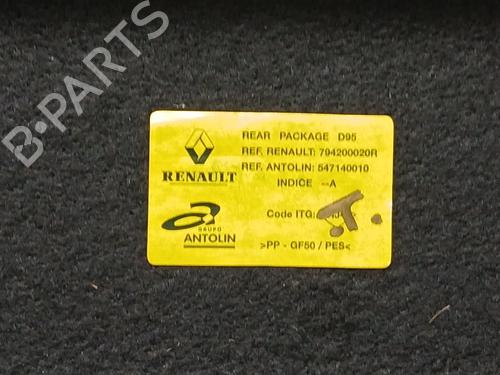 B-PARTS
REAR PACKAGE D95
REF. RENAULT: 794200020R
REF. ANTOLIN: 547140010
INDICE --A
RENAULT
Code ITG
GRUPO
ANTOLIN
>PP - GF50 / PES<